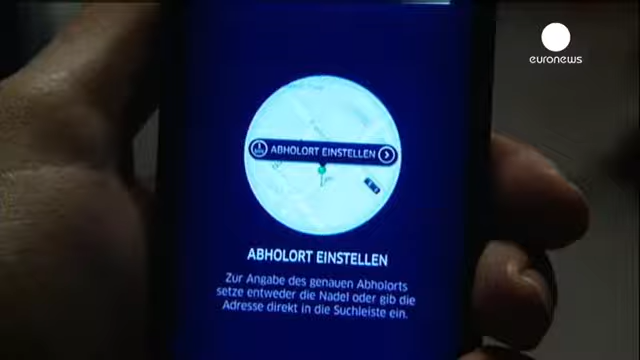 euronews
ABHOLORT EINSTELLEN
ABHOLORT EINSTELLEN
Zur Angabe des genauen Abholorts
setze entweder die Nadel oder gib die
Adresse direkt in die Suchleiste ein.